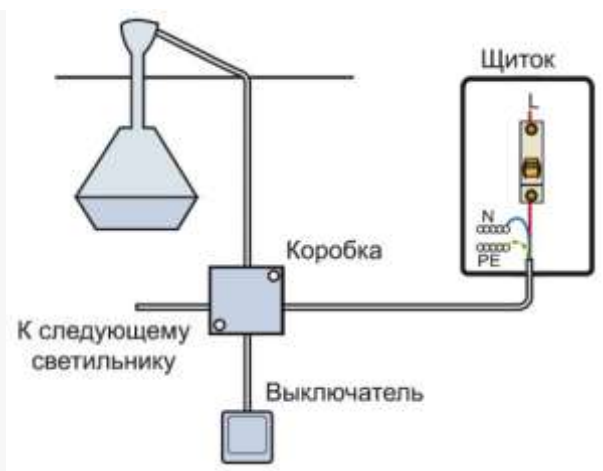 Щиток
L
N
PE
Коробка
К следующему
светильнику
Выключатель